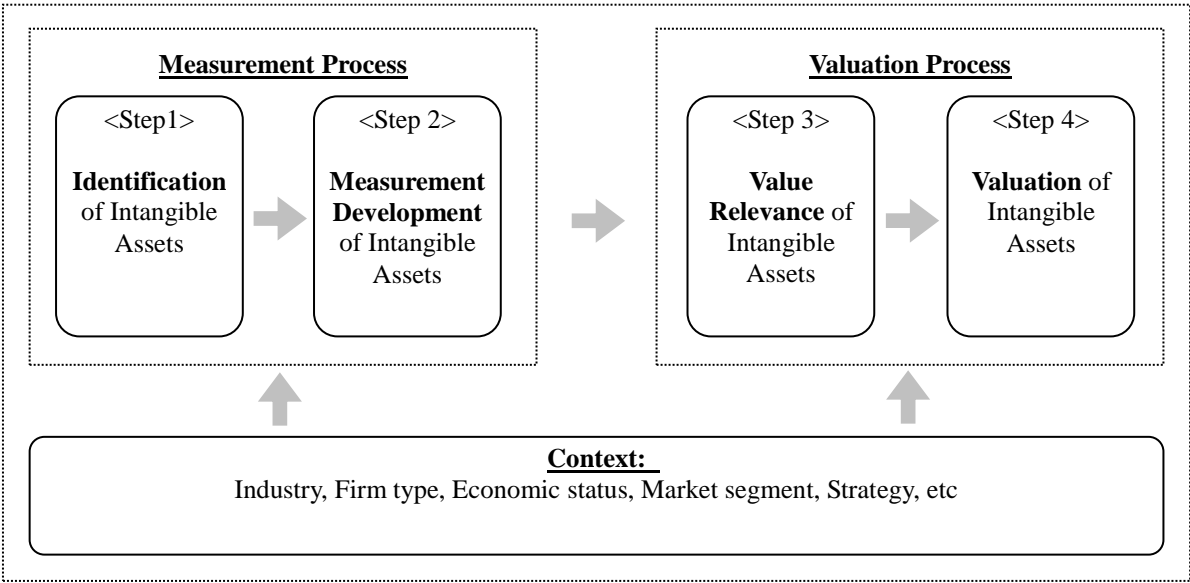 Measurement Process
<Step1>
Identification
of Intangible
Assets
<Step 2>
Measurement
Development
of Intangible
Assets
Valuation Process
<Step 3>
Value
Relevance of
Intangible
Assets
<Step 4>
Valuation of
Intangible
Assets
Context:
Industry, Firm type, Economic status, Market segment, Strategy, etc